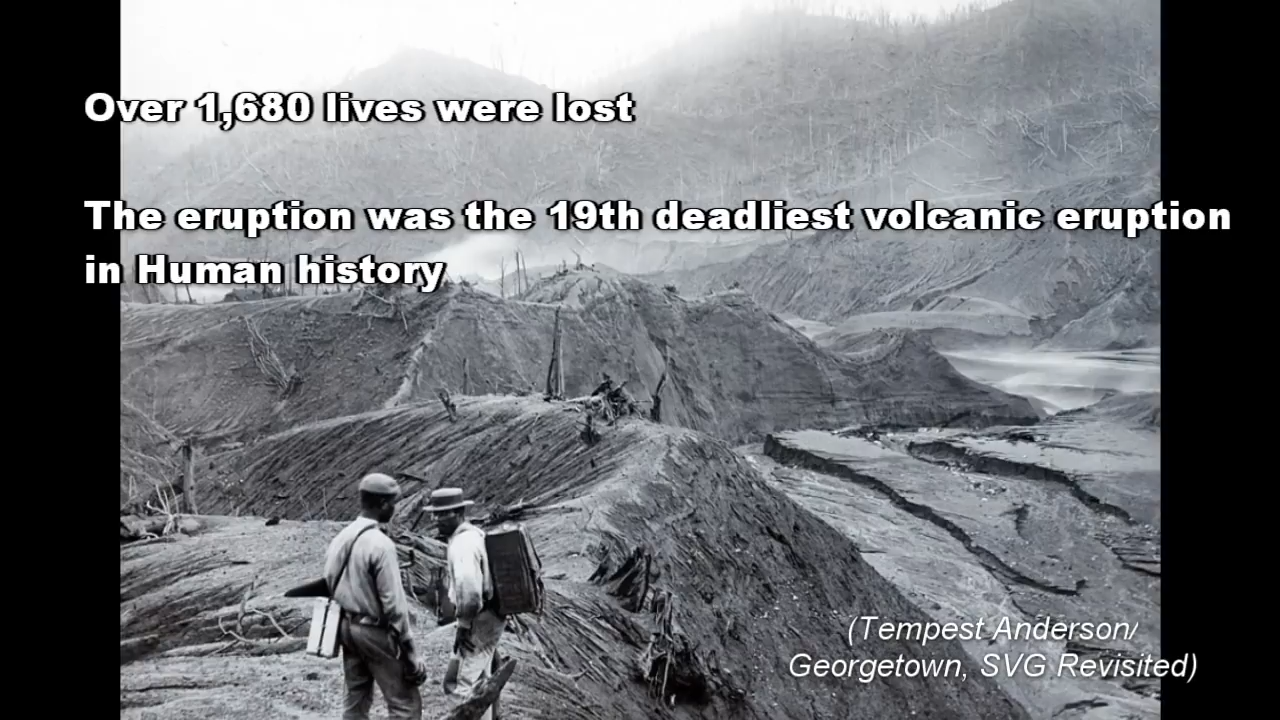 Over 1,680 lives were lost
The eruption was the 19th deadliest volcanic eruption
in Human history
(Tempest Anderson/
Georgetown, SVG Revisited)